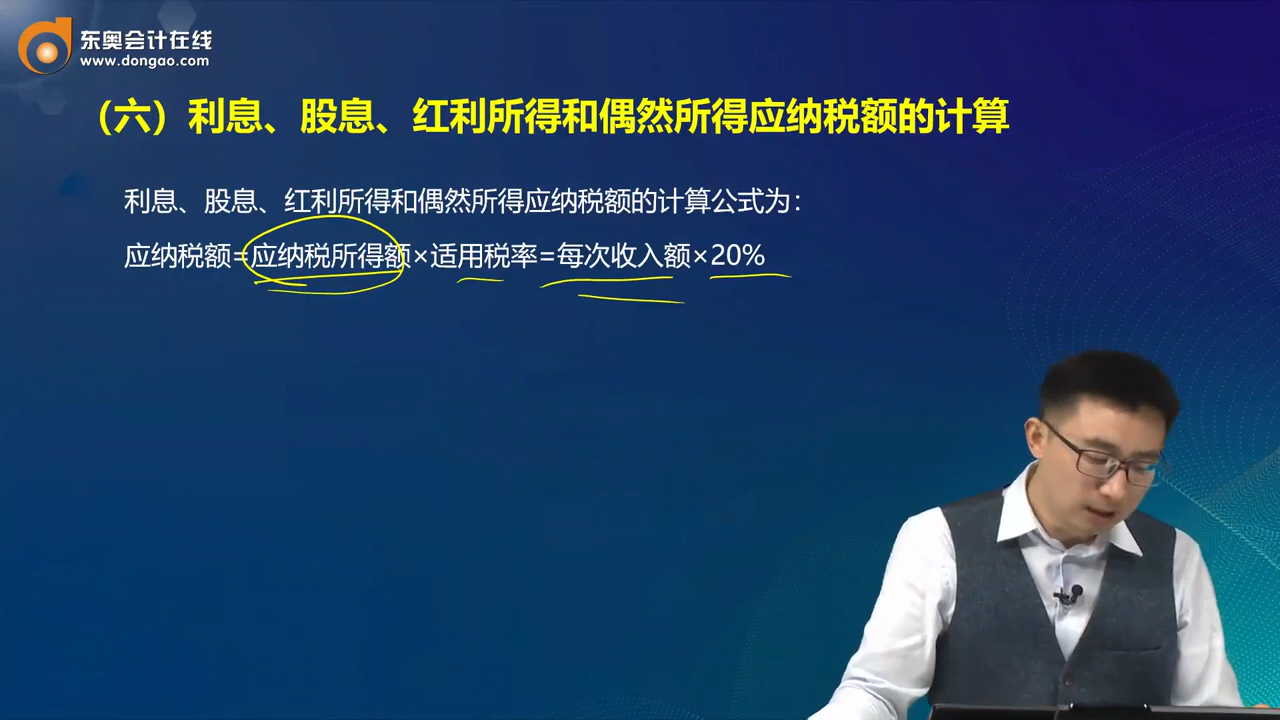 东奥会计在线
www.dongao.com
（六）利息、股息、红利所得和偶然所得应纳税额的计算
利息、股息、红利所得和偶然所得应纳税额的计算公式为：
应纳税额=应纳税所得额×适用税率=每次收入额×20%